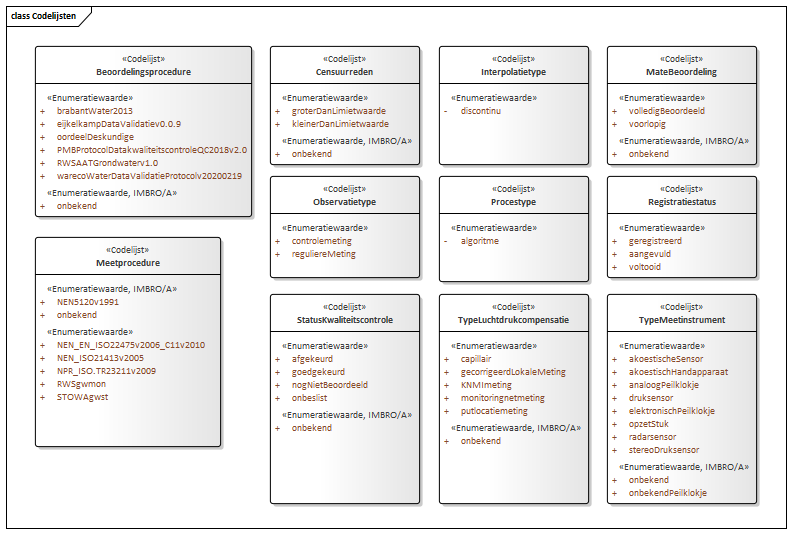 class Codelijsten
«Codelijst»
Beoordelingsprocedure
«Enumeratiewaarde»
+ brabantWater2013
+ eijkelkampDataValidatiev0.0.9
+ oordeelDeskundige
+ PMBProtocolDatakwaliteitscontroleQC2018v2.0
+ RWSAATGrondwaterv1.0
+ warecoWaterDataValidatieProtocolv20200219
«Enumeratiewaarde, IMBRO/A»
+ onbekend
«Codelijst»
Censuurreden
«Enumeratiewaarde»
+ groterDanLimietwaarde
+ kleinerDanLimietwaarde
«Enumeratiewaarde, IMBRO/A»
+ onbekend
«Codelijst»
Interpolatietype
«Enumeratiewaarde»
- discontinu
«Codelijst»
MateBeoordeling
«Enumeratiewaarde»
+ volledigBeoordeeld
+ voorlopig
«Enumeratiewaarde, IMBRO/A»
+ onbekend
«Codelijst»
Observatietype
«Enumeratiewaarde»
+ controlemeting
+ reguliereMeting
«Codelijst»
Procestype
«Enumeratiewaarde»
- algoritme
«Codelijst»
Registratiestatus
«Enumeratiewaarde»
+ geregistreerd
+ aangevuld
+ voltooid
«Codelijst»
Meetprocedure
«Enumeratiewaarde, IMBRO/A»
+ NEN5120v1991
+ onbekend
«Enumeratiewaarde»
+ NEN_EN_ISO22475v2006_C11v2010
+ NEN_ISO21413v2005
+ NPR_ISO.TR23211v2009
+ RWSgwmon
+ STOWAgwst
«Codelijst»
StatusKwaliteitscontrole
«Enumeratiewaarde»
+ afgekeurd
+ goedgekeurd
+ nogNietBeoordeeld
+ onbeslist
«Enumeratiewaarde, IMBRO/A»
+ onbekend
«Codelijst»
TypeLuchtdrukcompensatie
«Enumeratiewaarde»
+ capillair
+ gecorrigeerdLokaleMeting
+ KNMImeting
+ monitoringnetmeting
+ putlocatiemeting
«Enumeratiewaarde, IMBRO/A»
+ onbekend
«Codelijst»
TypeMeetinstrument
«Enumeratiewaarde»
+ akoestischeSensor
+ akoestischHandapparaat
+ analoogPeilklokje
+ druksensor
+ elektronischPeilklokje
+ opzetStuk
+ radarsensor
+ stereoDruksensor
«Enumeratiewaarde, IMBRO/A»
+ onbekend
+ onbekendPeilklokje